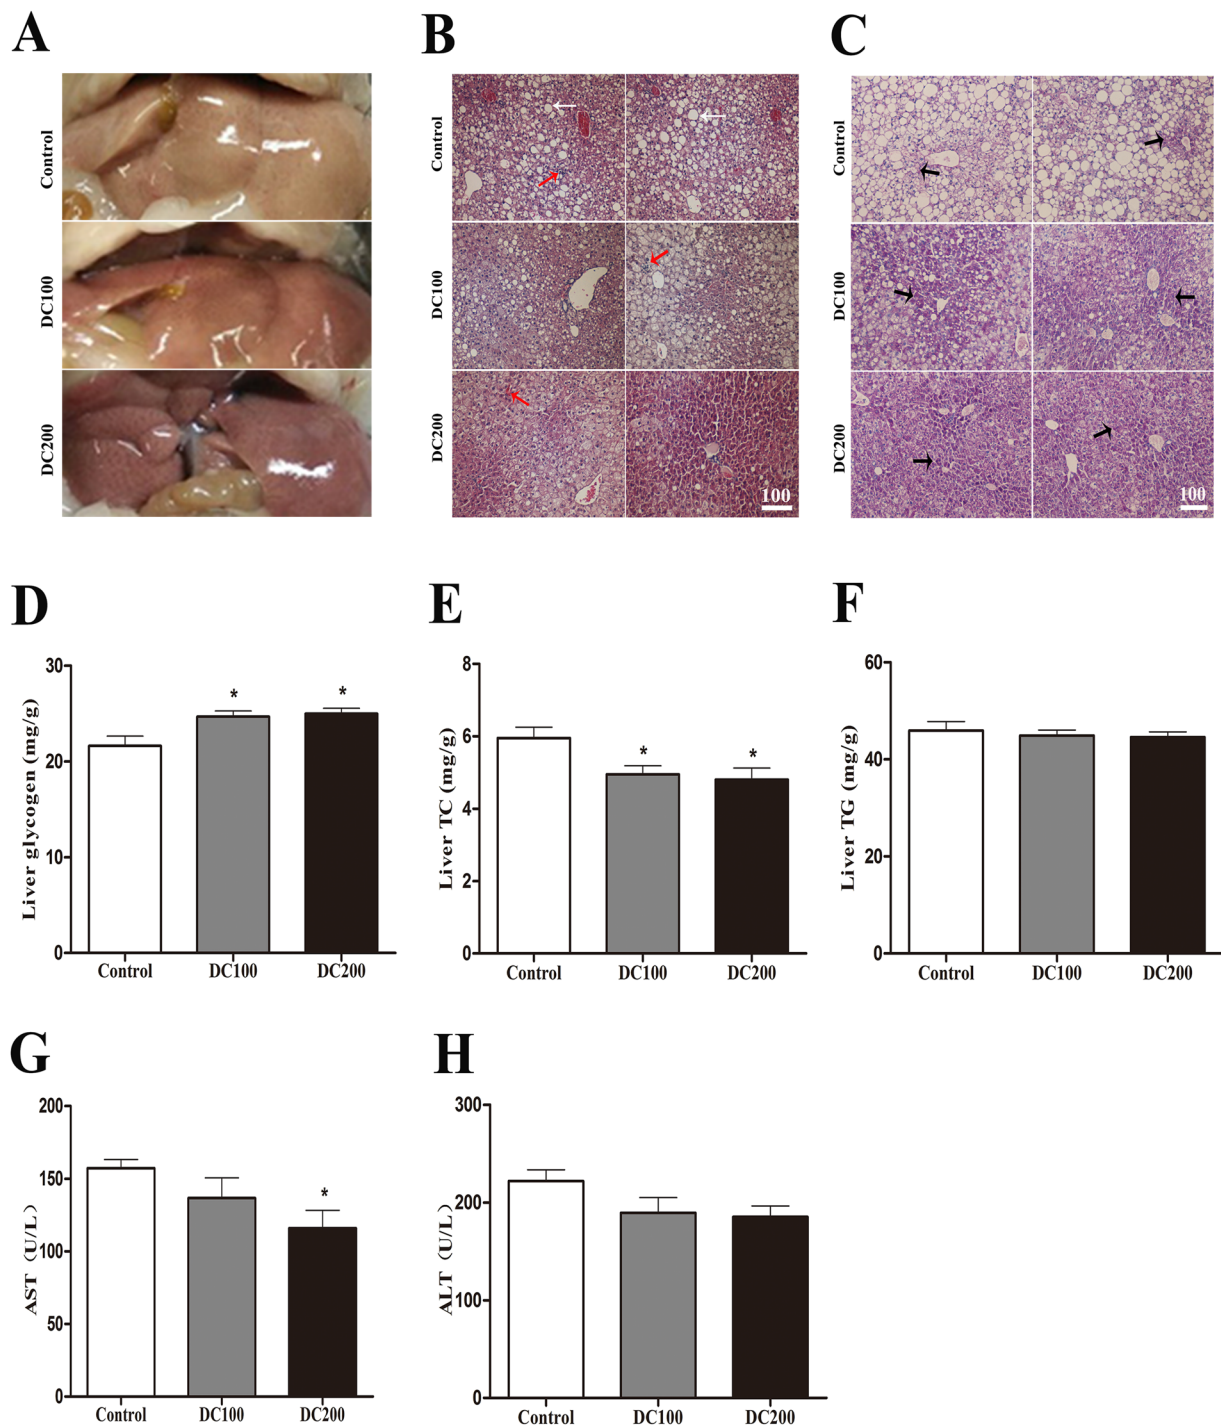 A
B
C
Control
DC100
DC200
Control
DC100
DC200
100
Control
DC100
DC200
100
D
E
F
Liver glycogen (mg/g)
30
20
10
0
*
*
Control
DC100
DC200
Liver TC (mg/g)
8
6
4
2
0
*
*
Control
DC100
DC200
Liver TG (mg/g)
60
40
20
0
Control
DC100
DC200
G
H
AST (U/L)
200
150
100
50
0
*
Control
DC100
DC200
ALT (U/L)
300
200
100
0
Control
DC100
DC200